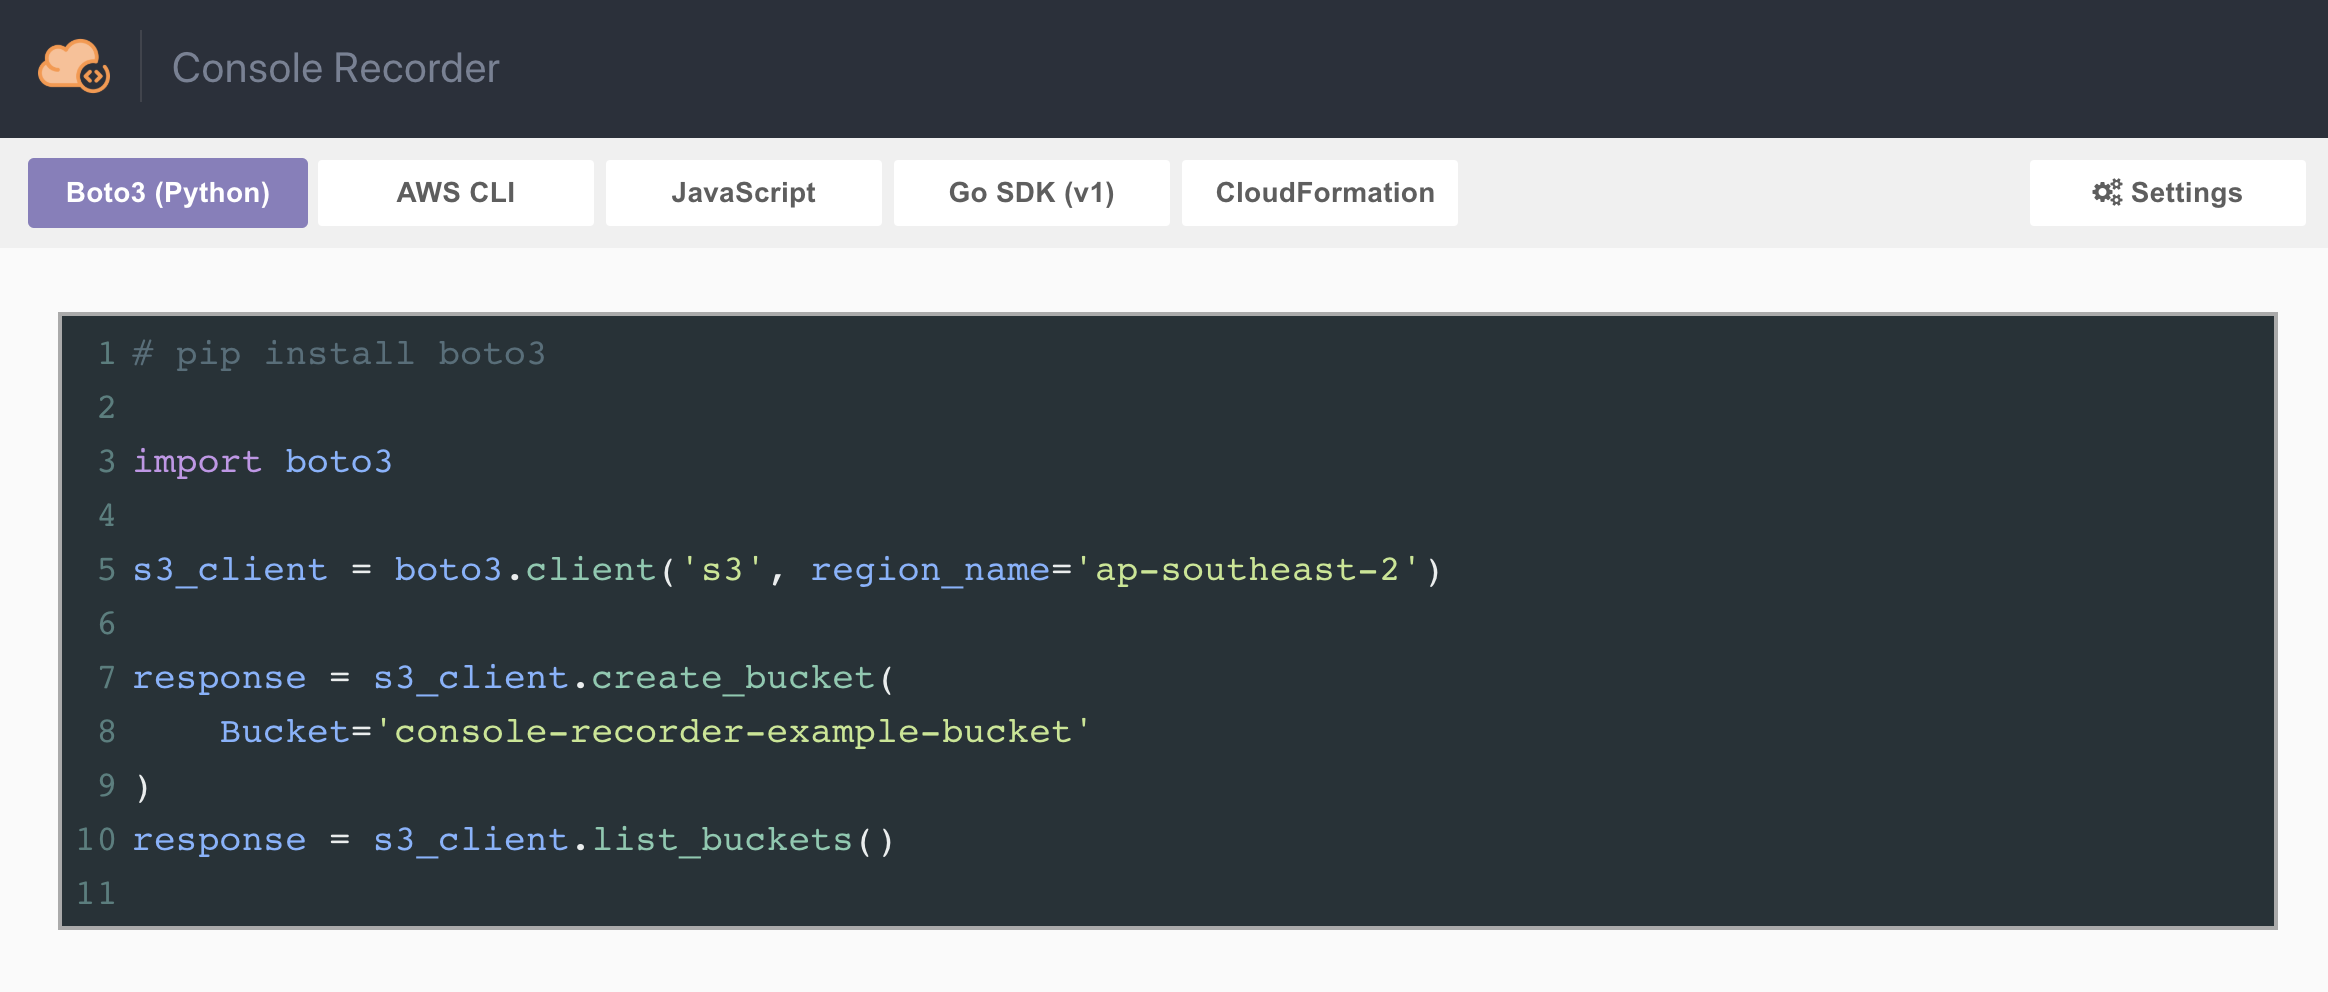 Console Recorder
Boto3 (Python) AWS CLI JavaScript Go SDK (v1) CloudFormation Settings
1 # pip install boto3
2
3 import boto3
4
5 s3_client = boto3.client('s3', region_name='ap-southeast-2')
6
7 response = s3_client.create_bucket(
8     Bucket='console-recorder-example-bucket'
9 )
10 response = s3_client.list_buckets()
11